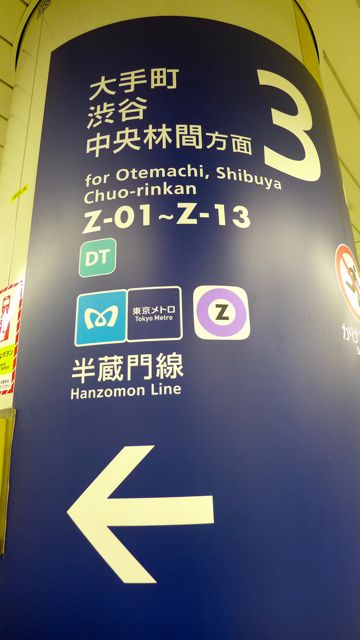 3
大手町
渋谷
中央林間方面
for Otemachi, Shibuya
Chuo-rinkan
Z-01~Z-13
DT
東京メトロ
Tokyo Metro
Z
半蔵門線
Hanzomon Line